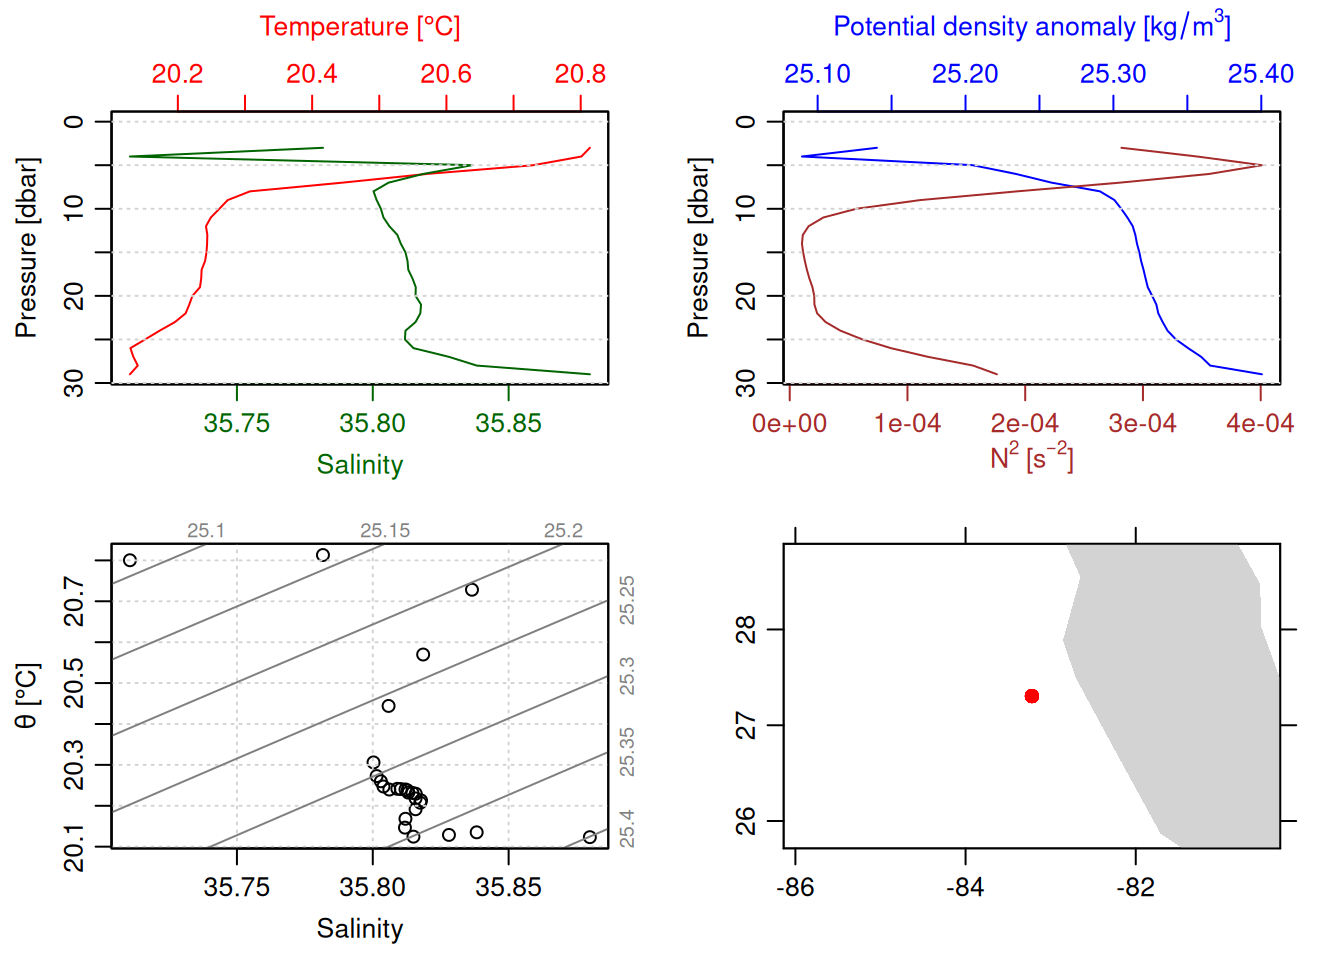 Temperature [°C]
20.2 20.4 20.6 20.8
Pressure [dbar]
0
10
20
30
35.75 35.80 35.85
Salinity
Potential density anomaly [kg/m³]
25.10 25.20 25.30 25.40
Pressure [dbar]
0
10
20
30
0e+00 1e-04 2e-04 3e-04 4e-04
N² [s⁻²]
25.1 25.15 25.2
25.25
25.3
25.35
25.4
θ [°C]
20.7
20.5
20.3
20.1
35.75 35.80 35.85
Salinity
28
27
26
-86 -84 -82